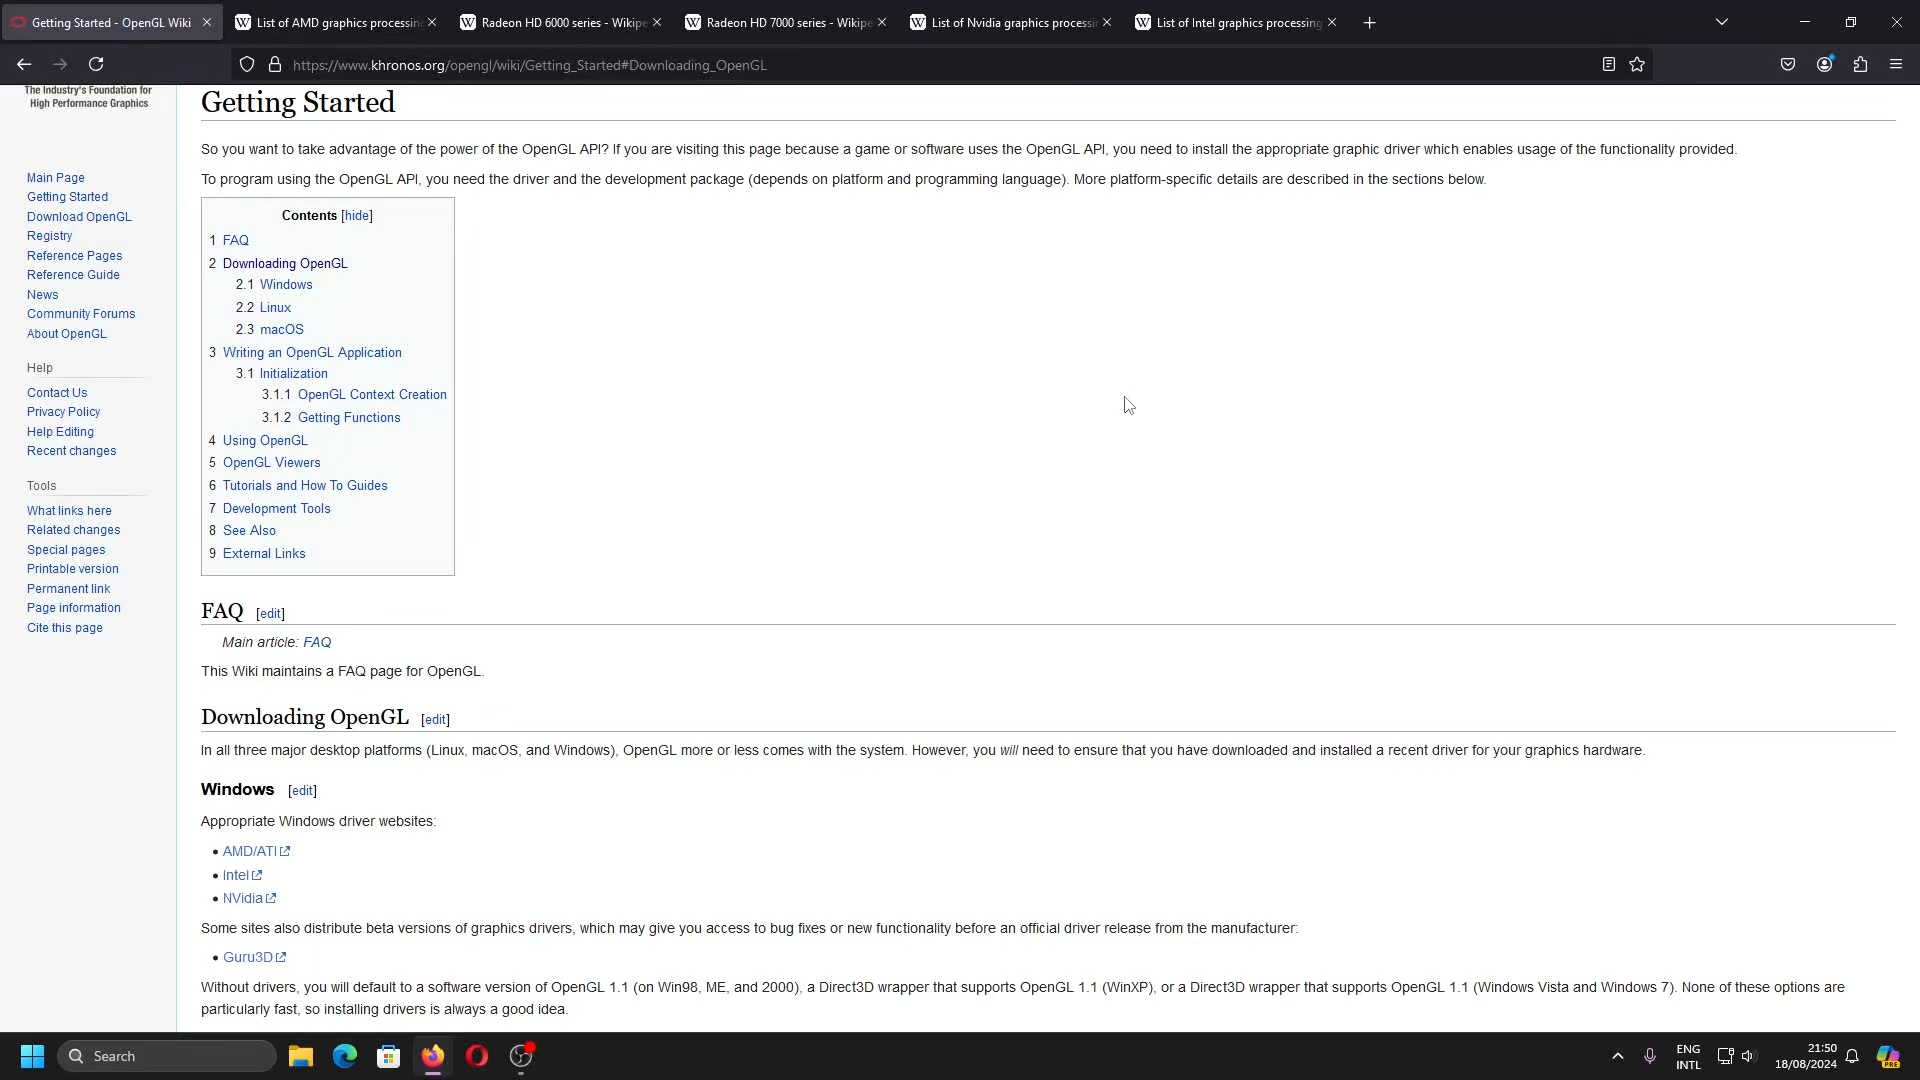 Getting Started - OpenGL Wiki
List of AMD graphics processin
Radeon HD 6000 series - Wikipe
Radeon HD 7000 series - Wikipe
List of Nvidia graphics processi
List of Intel graphics processing
https://www.khronos.org/opengl/wiki/Getting_Started#Downloading_OpenGL
The Industry's Foundation for
High Performance Graphics
Main Page
Getting Started
Download OpenGL
Registry
Reference Pages
Reference Guide
News
Community Forums
About OpenGL
Help
Contact Us
Privacy Policy
Help Editing
Recent changes
Tools
What links here
Related changes
Special pages
Printable version
Permanent link
Page information
Cite this page
Getting Started
So you want to take advantage of the power of the OpenGL API? If you are visiting this page because a game or software uses the OpenGL API, you need to install the appropriate graphic driver which enables usage of the functionality provided.
To program using the OpenGL API, you need the driver and the development package (depends on platform and programming language). More platform-specific details are described in the sections below.
Contents [hide]
1 FAQ
2 Downloading OpenGL
2.1 Windows
2.2 Linux
2.3 macOS
3 Writing an OpenGL Application
3.1 Initialization
3.1.1 OpenGL Context Creation
3.1.2 Getting Functions
4 Using OpenGL
5 OpenGL Viewers
6 Tutorials and How To Guides
7 Development Tools
8 See Also
9 External Links
FAQ [edit]
Main article: FAQ
This Wiki maintains a FAQ page for OpenGL.
Downloading OpenGL [edit]
In all three major desktop platforms (Linux, macOS, and Windows), OpenGL more or less comes with the system. However, you will need to ensure that you have downloaded and installed a recent driver for your graphics hardware.
Windows [edit]
Appropriate Windows driver websites:
• AMD/ATI
• Intel
• NVidia
Some sites also distribute beta versions of graphics drivers, which may give you access to bug fixes or new functionality before an official driver release from the manufacturer:
• Guru3D
Without drivers, you will default to a software version of OpenGL 1.1 (on Win98, ME, and 2000), a Direct3D wrapper that supports OpenGL 1.1 (WinXP), or a Direct3D wrapper that supports OpenGL 1.1 (Windows Vista and Windows 7). None of these options are
particularly fast, so installing drivers is always a good idea.
Search
ENG
INTL
21:50
18/08/2024
PRE